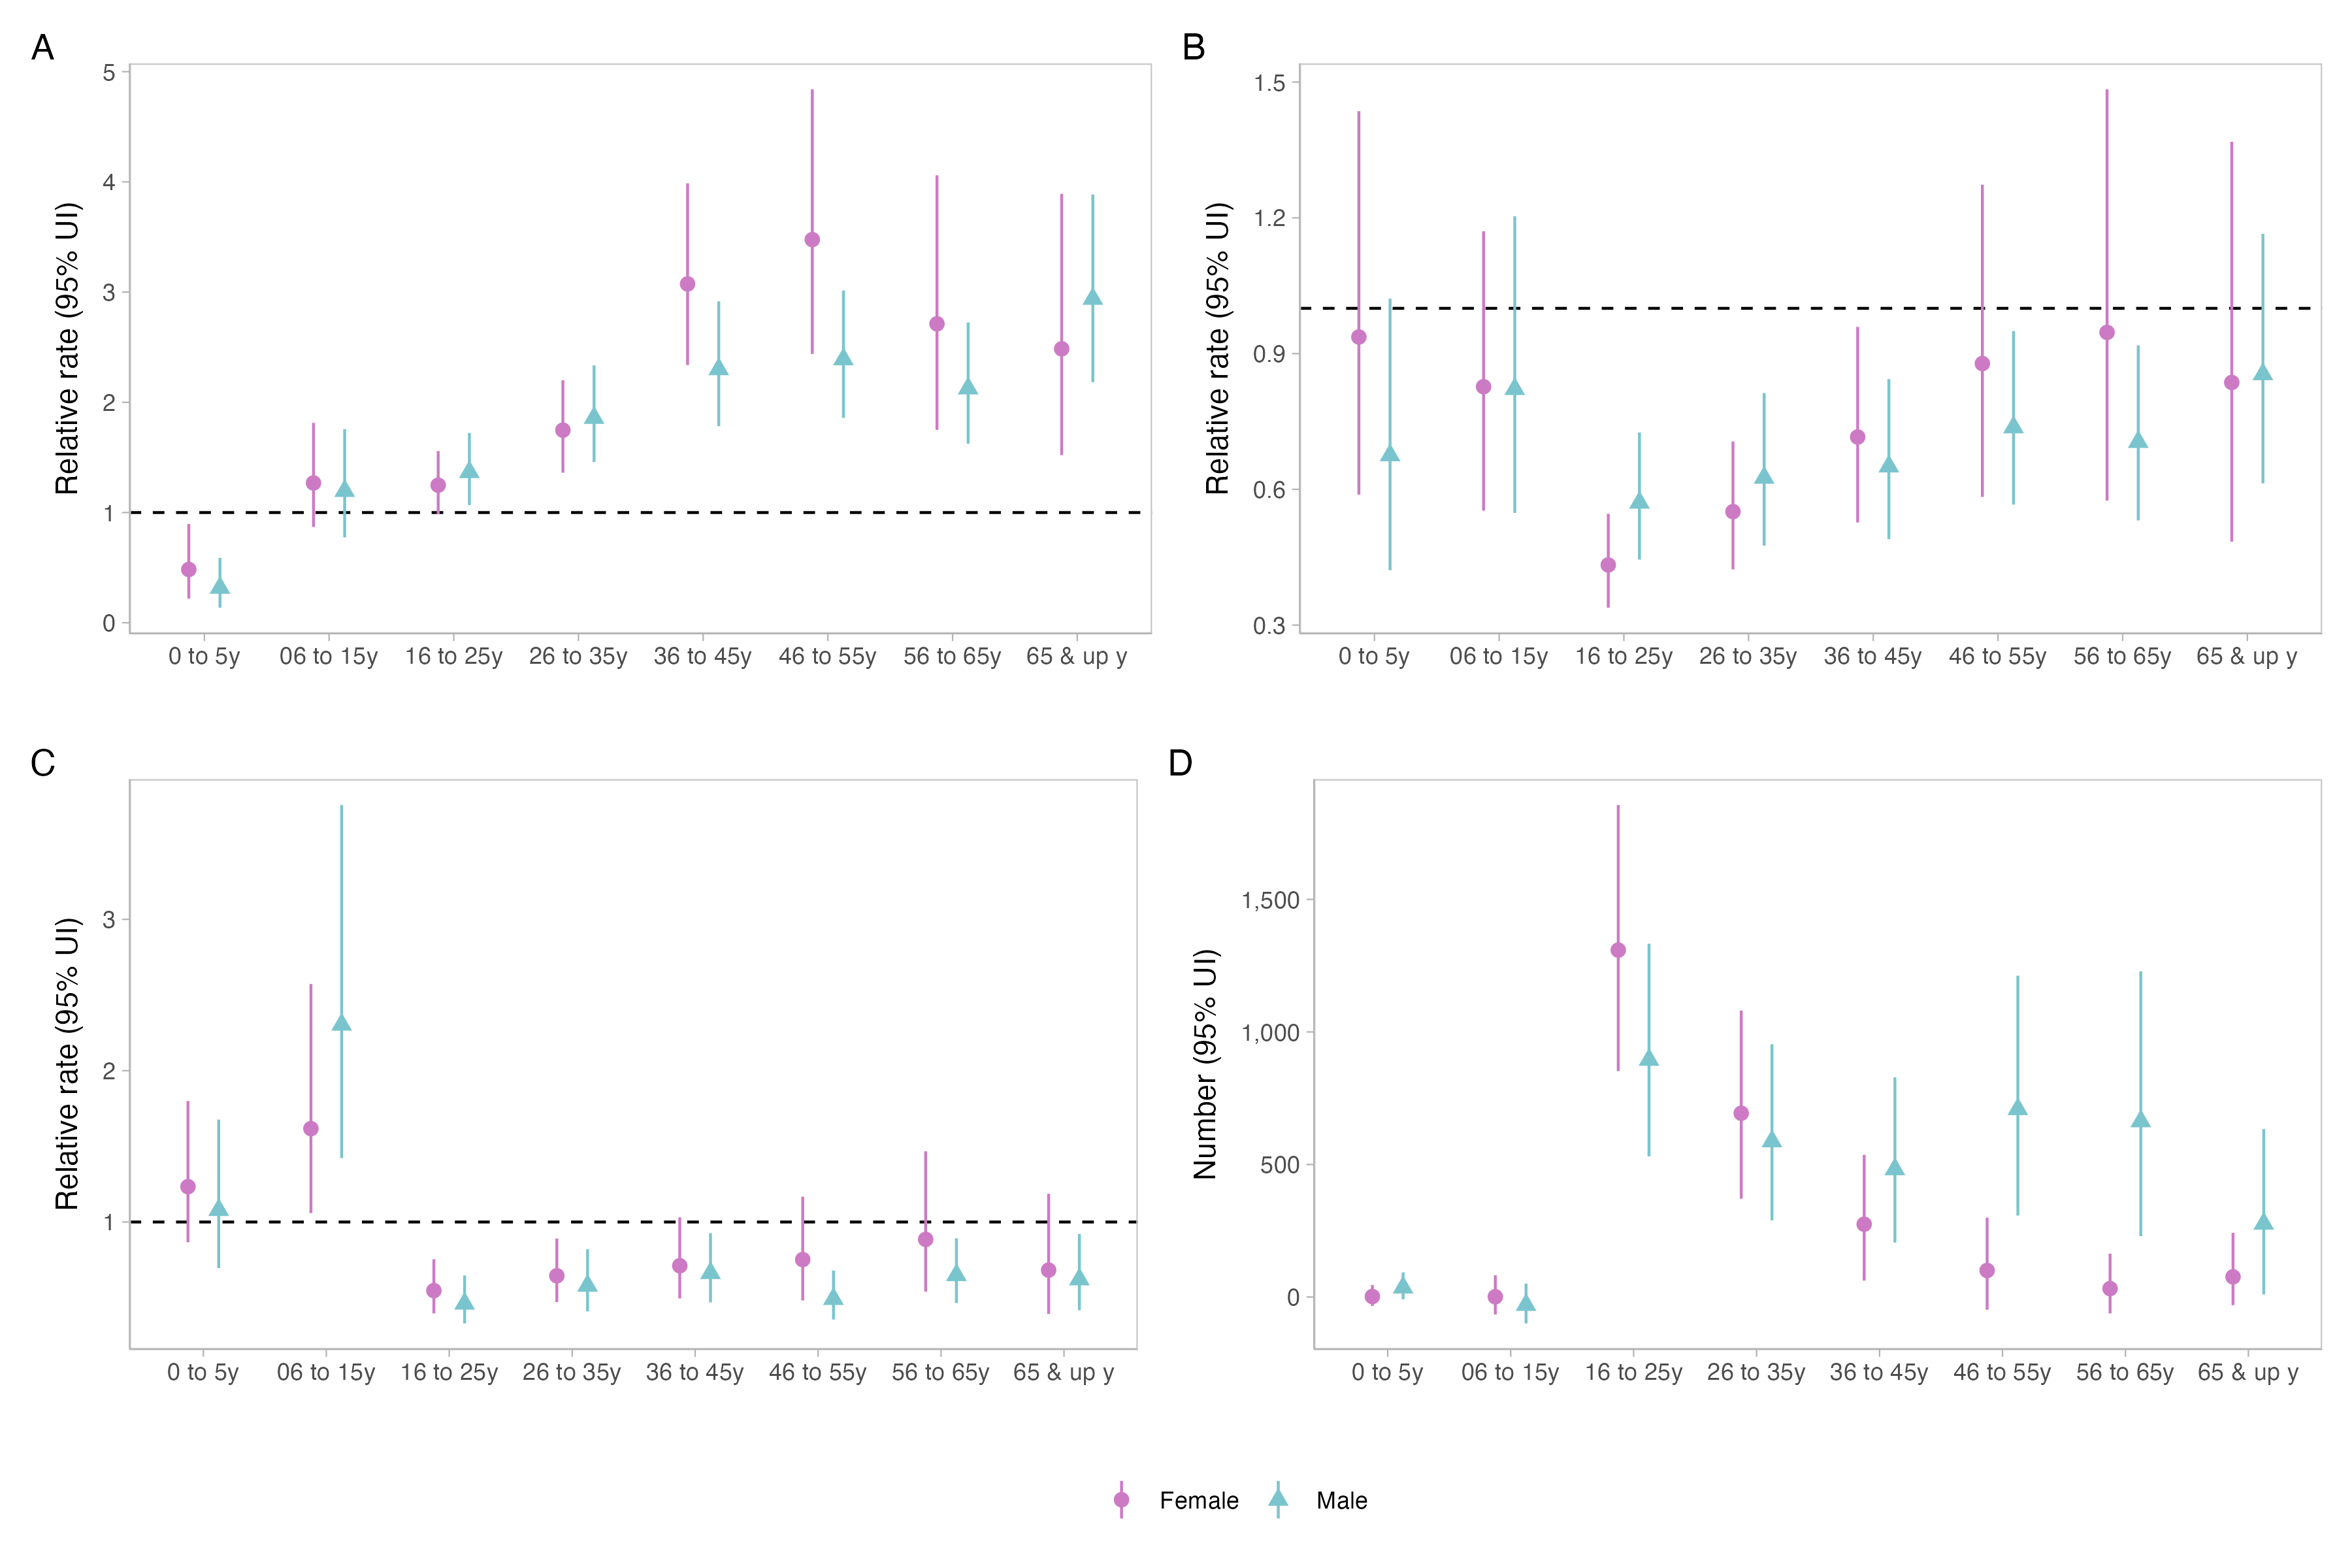 A
Relative rate (95% UI)
5
4
3
2
1
0
0 to 5y 06 to 15y 16 to 25y 26 to 35y 36 to 45y 46 to 55y 56 to 65y 65 & up y
B
Relative rate (95% UI)
1.5
1.2
0.9
0.6
0.3
0 to 5y 06 to 15y 16 to 25y 26 to 35y 36 to 45y 46 to 55y 56 to 65y 65 & up y
C
Relative rate (95% UI)
3
2
1
0 to 5y 06 to 15y 16 to 25y 26 to 35y 36 to 45y 46 to 55y 56 to 65y 65 & up y
D
Number (95% UI)
1,500
1,000
500
0
0 to 5y 06 to 15y 16 to 25y 26 to 35y 36 to 45y 46 to 55y 56 to 65y 65 & up y
Female Male